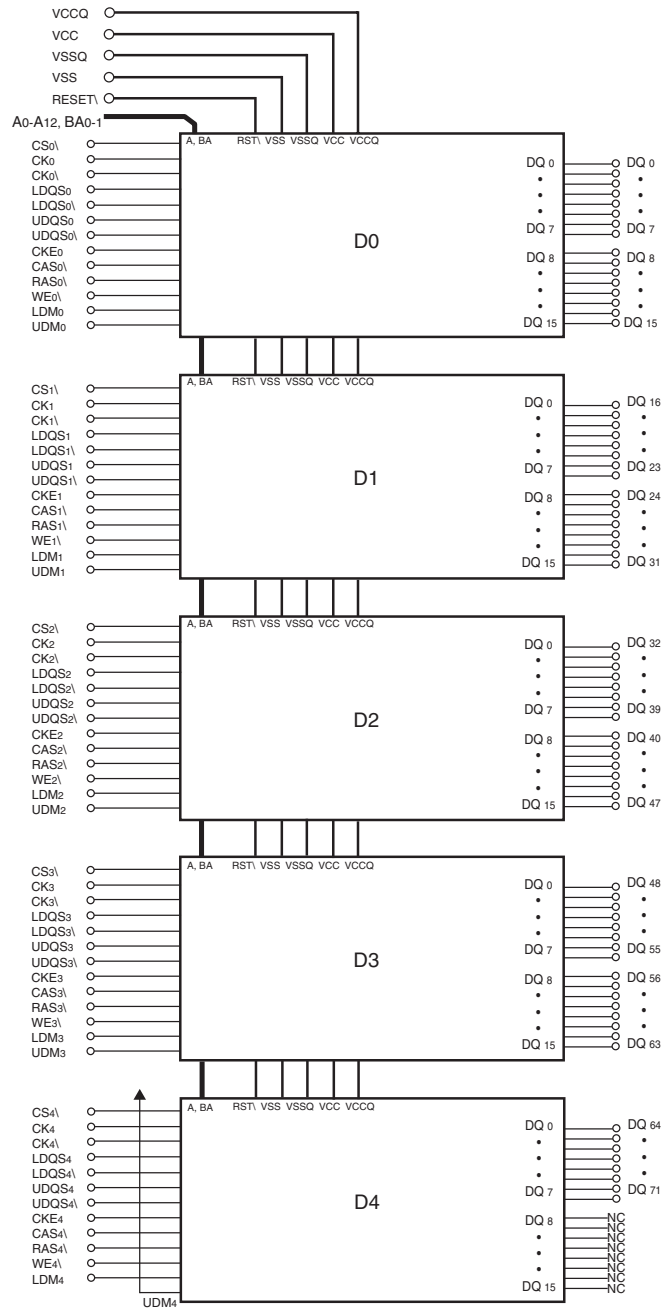 VCCQ
VCC
VSSQ
VSS
RESET\
A0-A12, BA0-1
A, BA RST\ VSS VSSQ VCC VCCQ
CS0\
CK0
CK0\
LDQS0
LDQS0\
UDQS0
UDQS0\
CKE0
CAS0\
RAS0\
WE0\
LDM0
UDM0
D0
DQ 0 DQ 0
DQ 7 DQ 7
DQ 8 DQ 8
DQ 15 DQ 15
A, BA RST\ VSS VSSQ VCC VCCQ
CS1\
CK1
CK1\
LDQS1
LDQS1\
UDQS1
UDQS1\
CKE1
CAS1\
RAS1\
WE1\
LDM1
UDM1
D1
DQ 0 DQ 16
DQ 7 DQ 23
DQ 8 DQ 24
DQ 15 DQ 31
A, BA RST\ VSS VSSQ VCC VCCQ
CS2\
CK2
CK2\
LDQS2
LDQS2\
UDQS2
UDQS2\
CKE2
CAS2\
RAS2\
WE2\
LDM2
UDM2
D2
DQ 0 DQ 32
DQ 7 DQ 39
DQ 8 DQ 40
DQ 15 DQ 47
A, BA RST\ VSS VSSQ VCC VCCQ
CS3\
CK3
CK3\
LDQS3
LDQS3\
UDQS3
UDQS3\
CKE3
CAS3\
RAS3\
WE3\
LDM3
UDM3
D3
DQ 0 DQ 48
DQ 7 DQ 55
DQ 8 DQ 56
DQ 15 DQ 63
A, BA RST\ VSS VSSQ VCC VCCQ
CS4\
CK4
CK4\
LDQS4
LDQS4\
UDQS4
UDQS4\
CKE4
CAS4\
RAS4\
WE4\
LDM4
UDM4
D4
DQ 0 DQ 64
DQ 7 DQ 71
DQ 8 NC
NC
NC
NC
NC
NC
NC
DQ 15 NC